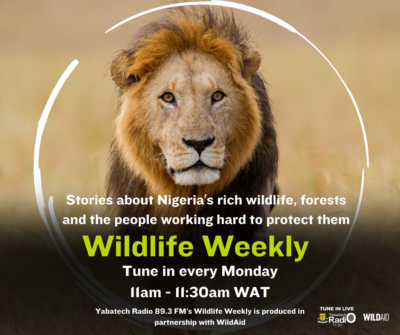 Stories about Nigeria's rich wildlife, forests
and the people working hard to protect them
Wildlife Weekly
Tune in every Monday
11am - 11:30am WAT
Yabatech Radio 89.3 FM's Wildlife Weekly is produced in
partnership with WildAid
TUNE IN LIVE
RadiO
WILDAID